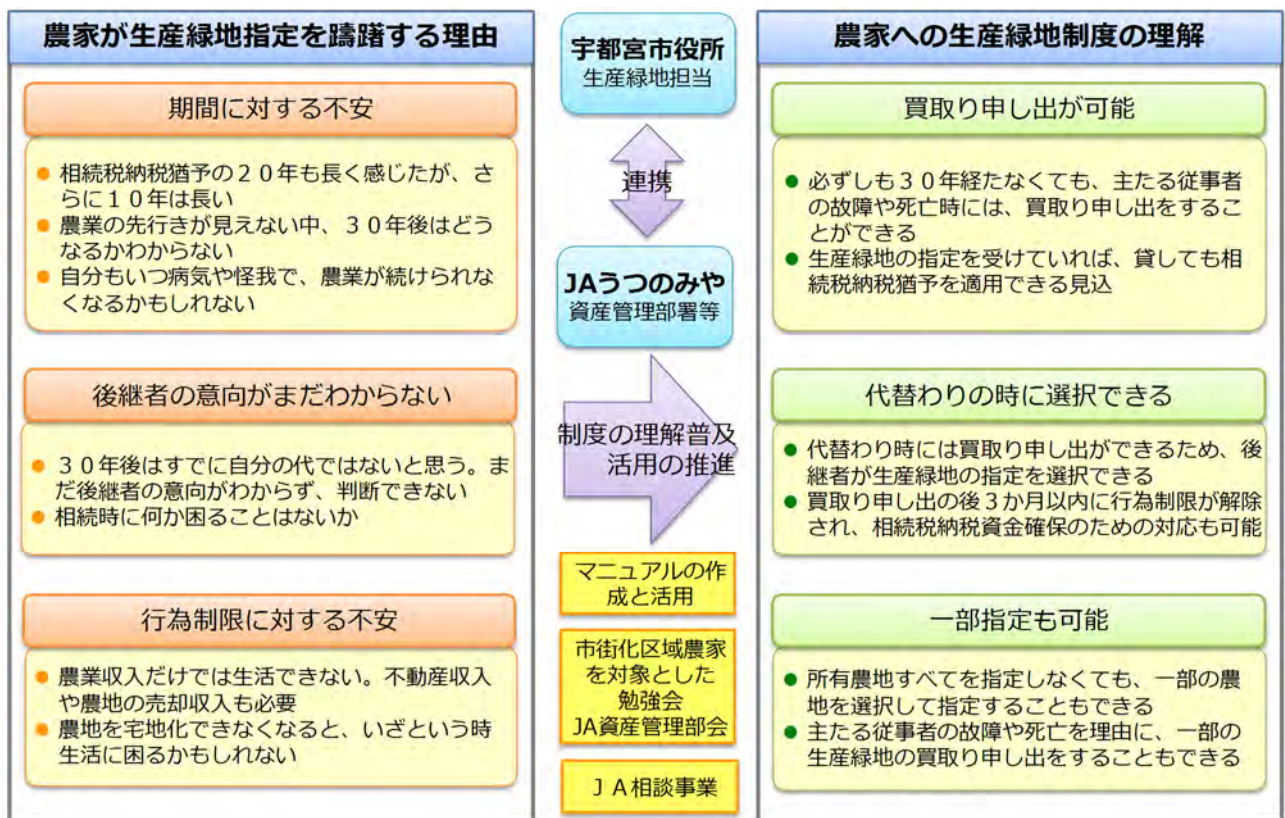 農家が生産緑地指定を躊躇する理由
期間に対する不安
● 相続税納税猶予の２０年も長く感じたが、さ
らに１０年は長い
● 農業の先行きが見えない中、３０年後はどう
なるかわからない
● 自分もいつ病気や怪我で、農業が続けられな
くなるかもしれない
後継者の意向がまだわからない
● ３０年後はすでに自分の代ではないと思う。ま
だ後継者の意向がわからず、判断できない
● 相続時に何か困ることはないか
行為制限に対する不安
● 農業収入だけでは生活できない。不動産収入
や農地の売却収入も必要
● 農地を宅地化できなくなると、いざという時
生活に困るかもしれない
宇都宮市役所
生産緑地担当
連携
JAうつのみや
資産管理部署等
制度の理解普及
活用の推進
マニュアルの作
成と活用
市街化区域農家
を対象とした
勉強会
JA資産管理部会
ＪＡ相談事業
農家への生産緑地制度の理解
買取り申し出が可能
● 必ずしも３０年経たなくても、主たる従事者
の故障や死亡時には、買取り申し出をするこ
とができる
● 生産緑地の指定を受けていれば、貸しても相
続税納税猶予を適用できる見込
代替わりの時に選択できる
● 代替わり時には買取り申し出ができるため、後
継者が生産緑地の指定を選択できる
● 買取り申し出の後３か月以内に行為制限が解除
され、相続税納税資金確保のための対応も可能
一部指定も可能
● 所有農地すべてを指定しなくても、一部の農
地を選択して指定することもできる
● 主たる従事者の故障や死亡を理由に、一部の
生産緑地の買取り申し出をすることもできる